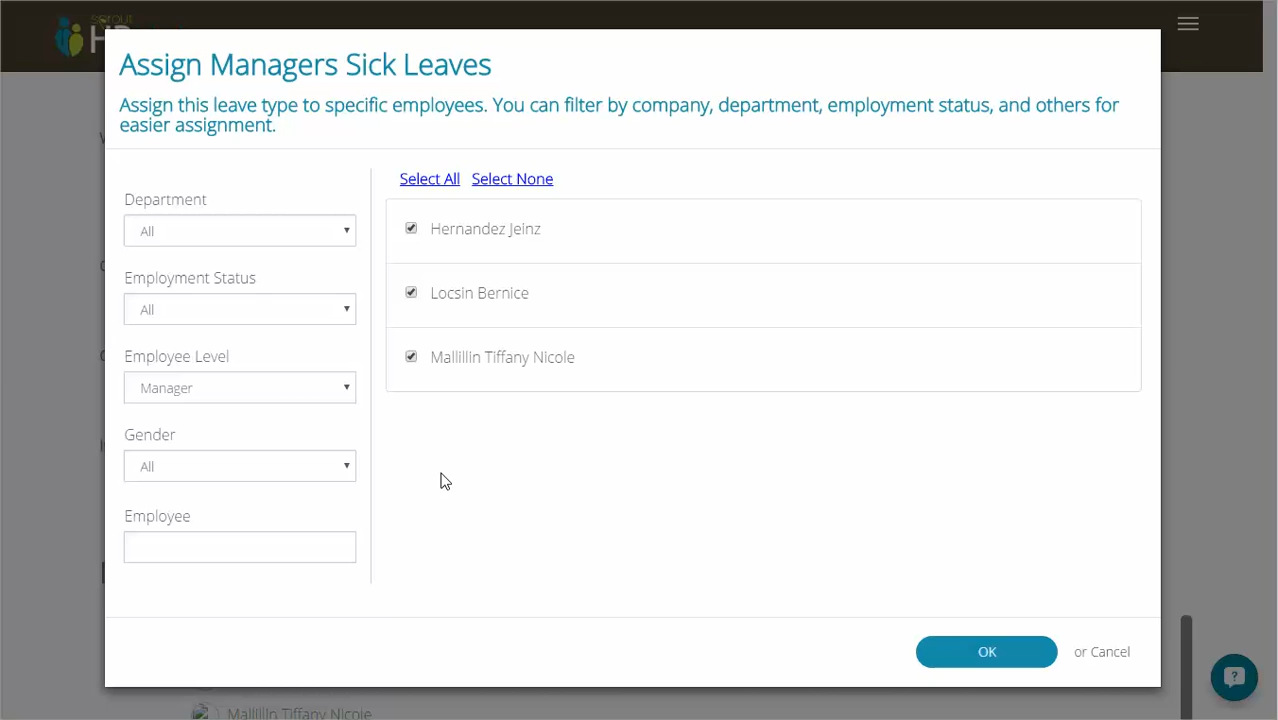 sprout
Assign Managers Sick Leaves
Assign this leave type to specific employees. You can filter by company, department, employment status, and others for
easier assignment.
Select All Select None
Department
All
Hernandez Jelnz
Employment Status
All
Locsin Bernice
Employee Level
Manager
Mallillin Tiffany Nicole
Gender
All
Employee
OK or Cancel
Mallillin Tiffany Nicole